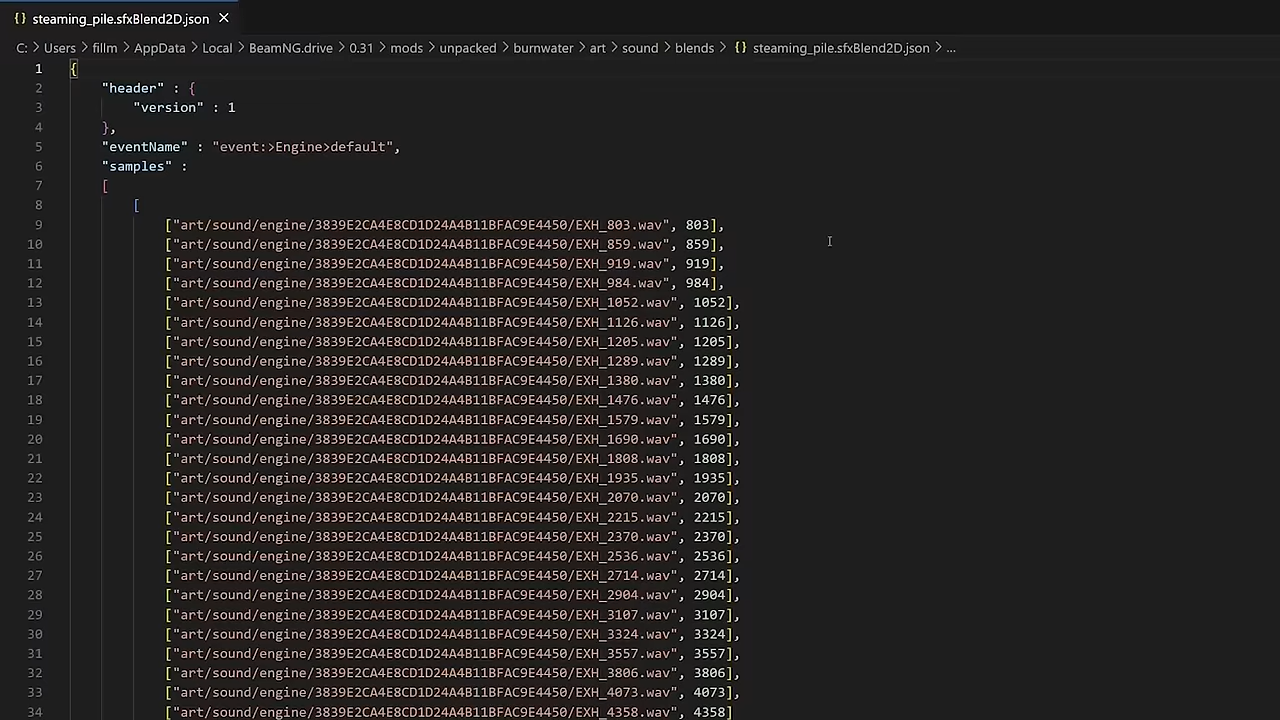 {} steaming_pile.sfxBlend2D.json ×
C: > Users > fillm > AppData > Local > BeamNG.drive > 0.31 > mods > unpacked > burnwater > art > sound > blends > {} steaming_pile.sfxBlend2D.json > ...
1 {
2 "header" : {
3 "version" : 1
4 },
5 "eventName" : "event:>Engine>default",
6 "samples" :
7 [
8 [
9 ["art/sound/engine/3839E2CA4E8CD1D24A4B11BFAC9E4450/EXH_803.wav", 803],
10 ["art/sound/engine/3839E2CA4E8CD1D24A4B11BFAC9E4450/EXH_859.wav", 859],
11 ["art/sound/engine/3839E2CA4E8CD1D24A4B11BFAC9E4450/EXH_919.wav", 919],
12 ["art/sound/engine/3839E2CA4E8CD1D24A4B11BFAC9E4450/EXH_984.wav", 984],
13 ["art/sound/engine/3839E2CA4E8CD1D24A4B11BFAC9E4450/EXH_1052.wav", 1052],
14 ["art/sound/engine/3839E2CA4E8CD1D24A4B11BFAC9E4450/EXH_1126.wav", 1126],
15 ["art/sound/engine/3839E2CA4E8CD1D24A4B11BFAC9E4450/EXH_1205.wav", 1205],
16 ["art/sound/engine/3839E2CA4E8CD1D24A4B11BFAC9E4450/EXH_1289.wav", 1289],
17 ["art/sound/engine/3839E2CA4E8CD1D24A4B11BFAC9E4450/EXH_1380.wav", 1380],
18 ["art/sound/engine/3839E2CA4E8CD1D24A4B11BFAC9E4450/EXH_1476.wav", 1476],
19 ["art/sound/engine/3839E2CA4E8CD1D24A4B11BFAC9E4450/EXH_1579.wav", 1579],
20 ["art/sound/engine/3839E2CA4E8CD1D24A4B11BFAC9E4450/EXH_1690.wav", 1690],
21 ["art/sound/engine/3839E2CA4E8CD1D24A4B11BFAC9E4450/EXH_1808.wav", 1808],
22 ["art/sound/engine/3839E2CA4E8CD1D24A4B11BFAC9E4450/EXH_1935.wav", 1935],
23 ["art/sound/engine/3839E2CA4E8CD1D24A4B11BFAC9E4450/EXH_2070.wav", 2070],
24 ["art/sound/engine/3839E2CA4E8CD1D24A4B11BFAC9E4450/EXH_2215.wav", 2215],
25 ["art/sound/engine/3839E2CA4E8CD1D24A4B11BFAC9E4450/EXH_2370.wav", 2370],
26 ["art/sound/engine/3839E2CA4E8CD1D24A4B11BFAC9E4450/EXH_2536.wav", 2536],
27 ["art/sound/engine/3839E2CA4E8CD1D24A4B11BFAC9E4450/EXH_2714.wav", 2714],
28 ["art/sound/engine/3839E2CA4E8CD1D24A4B11BFAC9E4450/EXH_2904.wav", 2904],
29 ["art/sound/engine/3839E2CA4E8CD1D24A4B11BFAC9E4450/EXH_3107.wav", 3107],
30 ["art/sound/engine/3839E2CA4E8CD1D24A4B11BFAC9E4450/EXH_3324.wav", 3324],
31 ["art/sound/engine/3839E2CA4E8CD1D24A4B11BFAC9E4450/EXH_3557.wav", 3557],
32 ["art/sound/engine/3839E2CA4E8CD1D24A4B11BFAC9E4450/EXH_3806.wav", 3806],
33 ["art/sound/engine/3839E2CA4E8CD1D24A4B11BFAC9E4450/EXH_4073.wav", 4073],
34 ["art/sound/engine/3839E2CA4E8CD1D24A4B11BFAC9E4450/EXH_4358.wav", 4358]